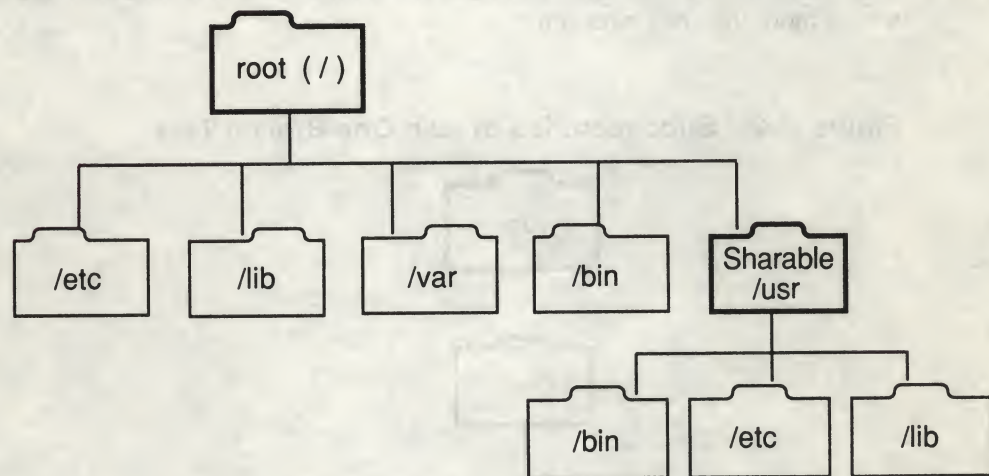 root (/)
/etc
/lib
/var
/bin
Sharable
/usr
/bin
/etc
/lib